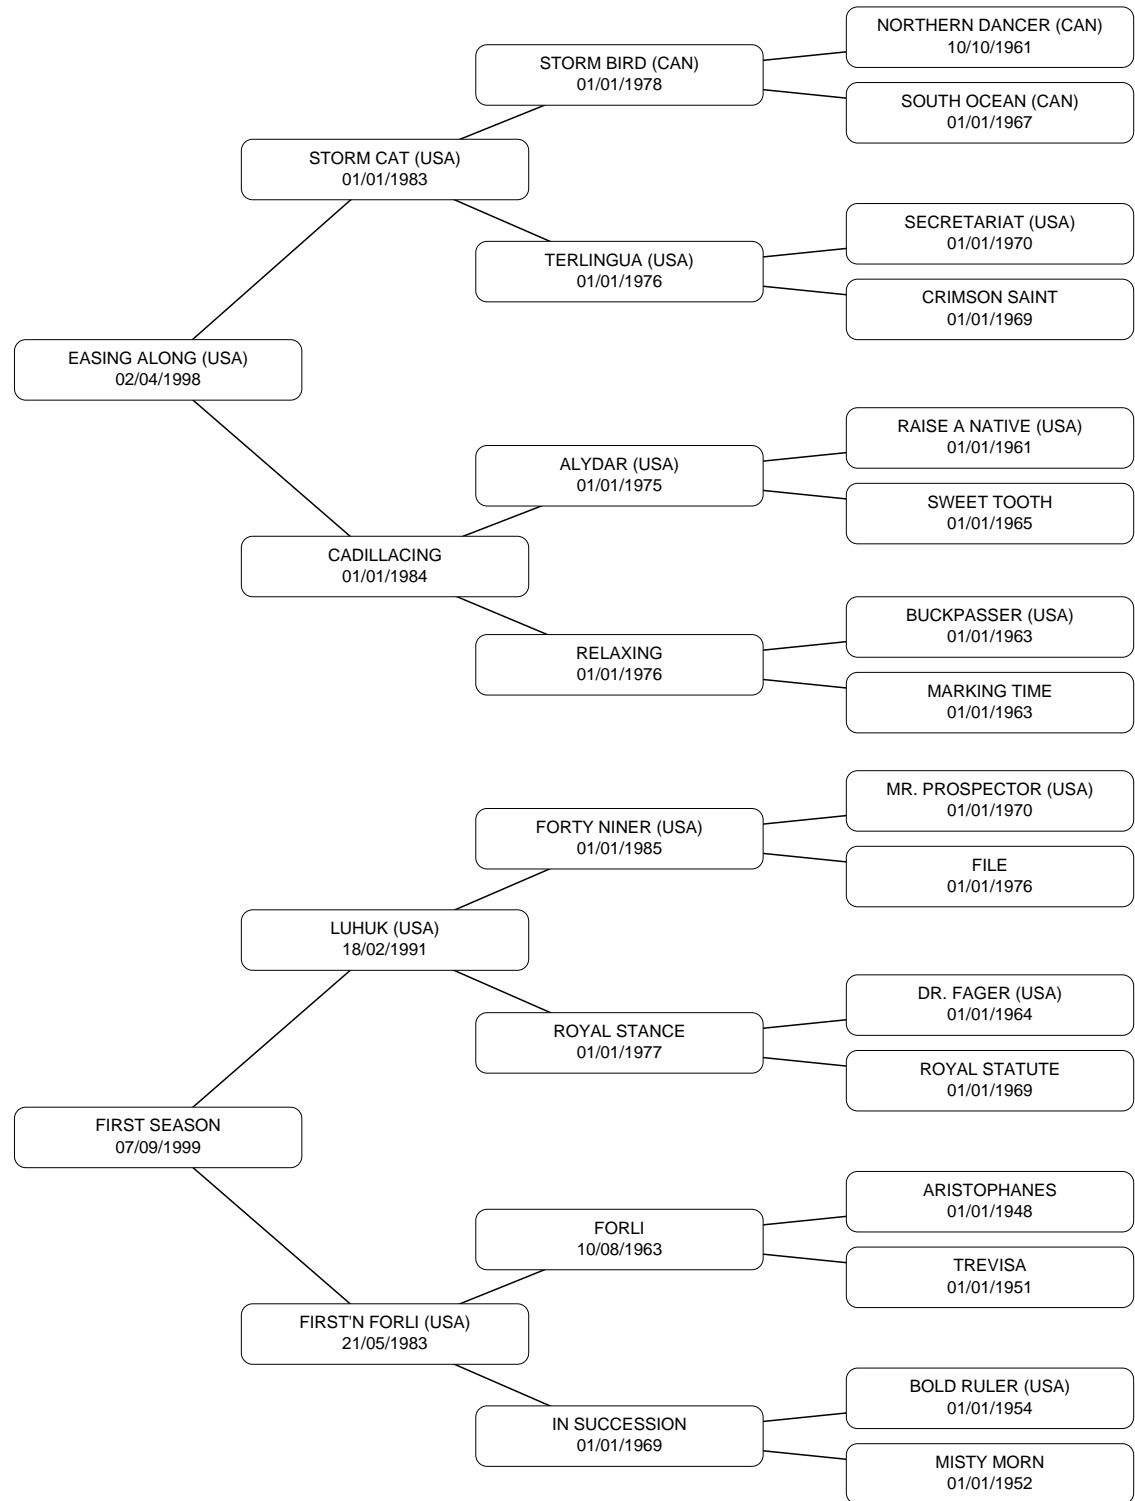 NORTHERN DANCER (CAN)
10/10/1961
STORM BIRD (CAN)
01/01/1978
SOUTH OCEAN (CAN)
01/01/1967
STORM CAT (USA)
01/01/1983
SECRETARIAT (USA)
01/01/1970
TERLINGUA (USA)
01/01/1976
CRIMSON SAINT
01/01/1969
EASING ALONG (USA)
02/04/1998
RAISE A NATIVE (USA)
01/01/1961
ALYDAR (USA)
01/01/1975
SWEET TOOTH
01/01/1965
CADILLACING
01/01/1984
BUCKPASSER (USA)
01/01/1963
RELAXING
01/01/1976
MARKING TIME
01/01/1963
MR. PROSPECTOR (USA)
01/01/1970
FORTY NINER (USA)
01/01/1985
FILE
01/01/1976
LUHUK (USA)
18/02/1991
DR. FAGER (USA)
01/01/1964
ROYAL STANCE
01/01/1977
ROYAL STATUTE
01/01/1969
FIRST SEASON
07/09/1999
ARISTOPHANES
01/01/1948
FORLI
10/08/1963
TREVISA
01/01/1951
FIRST'N FORLI (USA)
21/05/1983
BOLD RULER (USA)
01/01/1954
IN SUCCESSION
01/01/1969
MISTY MORN
01/01/1952